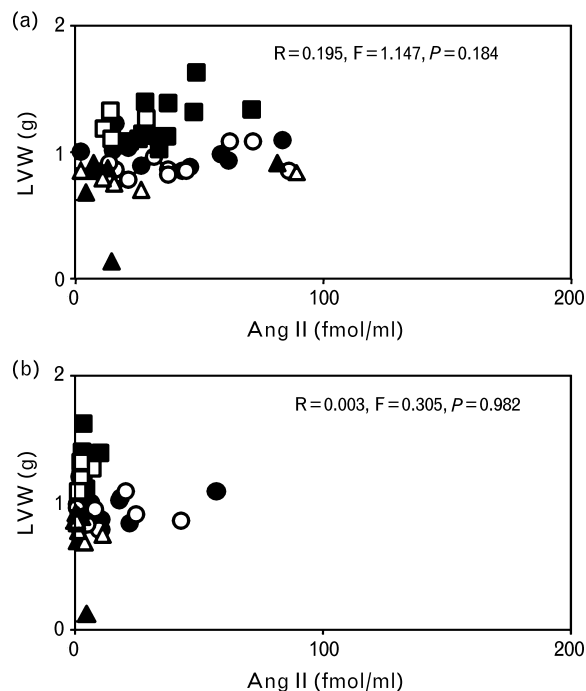 (a)
2
R=0.195, F=1.147, P=0.184
LVW (g)
1
0
0
100
200
Ang II (fmol/ml)
(b)
2
R=0.003, F=0.305, P=0.982
LVW (g)
1
0
0
100
200
Ang II (fmol/ml)